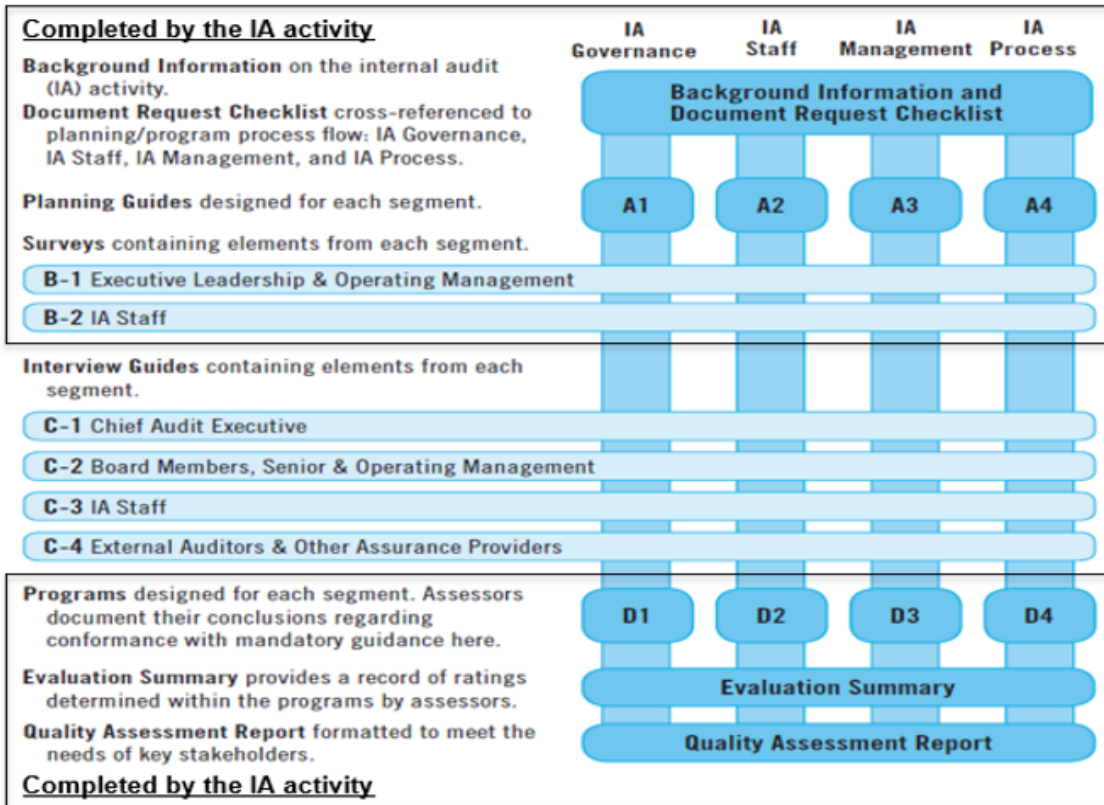 Completed by the IA activity
IA Governance
IA Staff
IA Management
IA Process
Background Information on the internal audit
(IA) activity.
Document Request Checklist cross-referenced to
planning/program process flow: IA Governance,
IA Staff, IA Management, and IA Process.
Background Information and
Document Request Checklist
Planning Guides designed for each segment.
A1 A2 A3 A4
Surveys containing elements from each segment.
B-1 Executive Leadership & Operating Management
B-2 IA Staff
Interview Guides containing elements from each
segment.
C-1 Chief Audit Executive
C-2 Board Members, Senior & Operating Management
C-3 IA Staff
C-4 External Auditors & Other Assurance Providers
Programs designed for each segment. Assessors
document their conclusions regarding
conformance with mandatory guidance here.
D1 D2 D3 D4
Evaluation Summary provides a record of ratings
determined within the programs by assessors.
Evaluation Summary
Quality Assessment Report formatted to meet the
needs of key stakeholders.
Quality Assessment Report
Completed by the IA activity